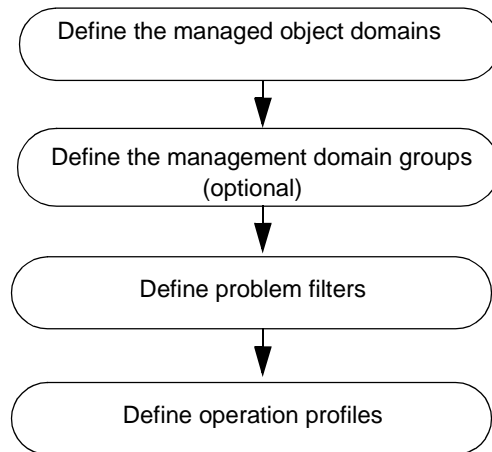 Define the managed object domains
Define the management domain groups
(optional)
Define problem filters
Define operation profiles